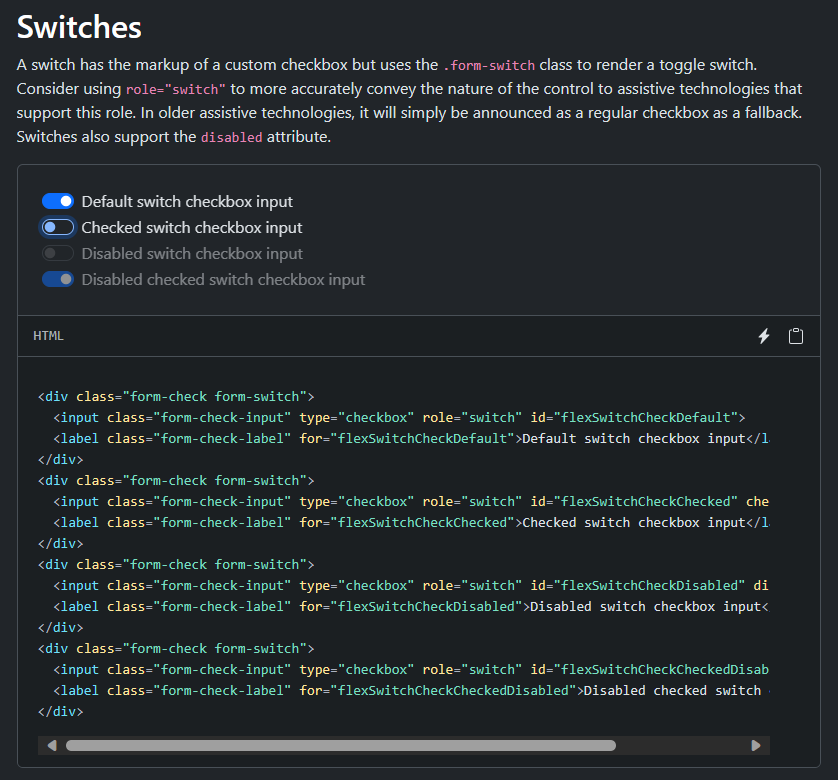 Switches
A switch has the markup of a custom checkbox but uses the .form-switch class to render a toggle switch.
Consider using role="switch" to more accurately convey the nature of the control to assistive technologies that
support this role. In older assistive technologies, it will simply be announced as a regular checkbox as a fallback.
Switches also support the disabled attribute.
Default switch checkbox input
Checked switch checkbox input
Disabled switch checkbox input
Disabled checked switch checkbox input
HTML
<div class="form-check form-switch">
  <input class="form-check-input" type="checkbox" role="switch" id="flexSwitchCheckDefault">
  <label class="form-check-label" for="flexSwitchCheckDefault">Default switch checkbox input</l
</div>
<div class="form-check form-switch">
  <input class="form-check-input" type="checkbox" role="switch" id="flexSwitchCheckChecked" che
  <label class="form-check-label" for="flexSwitchCheckChecked">Checked switch checkbox input</l
</div>
<div class="form-check form-switch">
  <input class="form-check-input" type="checkbox" role="switch" id="flexSwitchCheckDisabled" di
  <label class="form-check-label" for="flexSwitchCheckDisabled">Disabled switch checkbox input<
</div>
<div class="form-check form-switch">
  <input class="form-check-input" type="checkbox" role="switch" id="flexSwitchCheckCheckedDisab
  <label class="form-check-label" for="flexSwitchCheckCheckedDisabled">Disabled checked switch
</div>